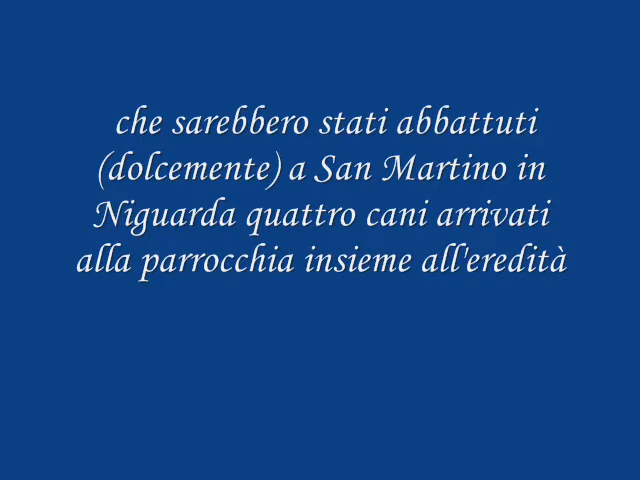 che sarebbero stati abbattuti
(dolcemente) a San Martino in
Niguarda quattro cani arrivati
alla parrocchia insieme all'eredità